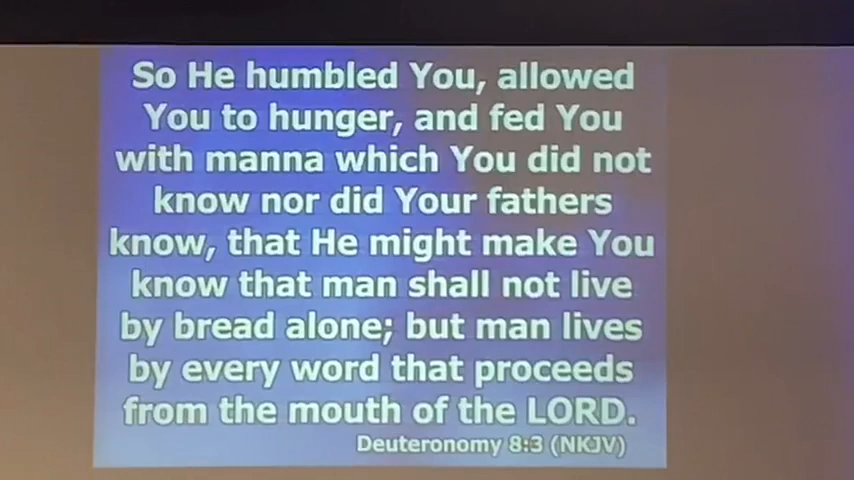 So He humbled You, allowed
You to hunger, and fed You
with manna which You did not
know nor did Your fathers
know, that He might make You
know that man shall not live
by bread alone; but man lives
by every word that proceeds
from the mouth of the LORD.
Deuteronomy 8:3 (NKJV)